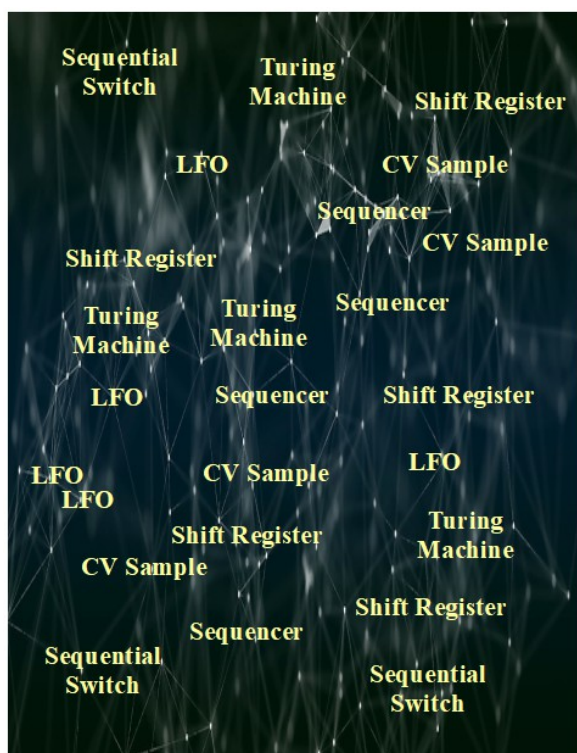 Sequential
Switch
Turing
Machine
Shift Register
LFO
CV Sample
Sequencer
CV Sample
Shift Register
Sequencer
Turing
Machine
Turing
Machine
LFO
Sequencer
Shift Register
LFO
LFO
CV Sample
LFO
Shift Register
Turing
Machine
CV Sample
Shift Register
Sequencer
Sequential
Switch
Sequential
Switch